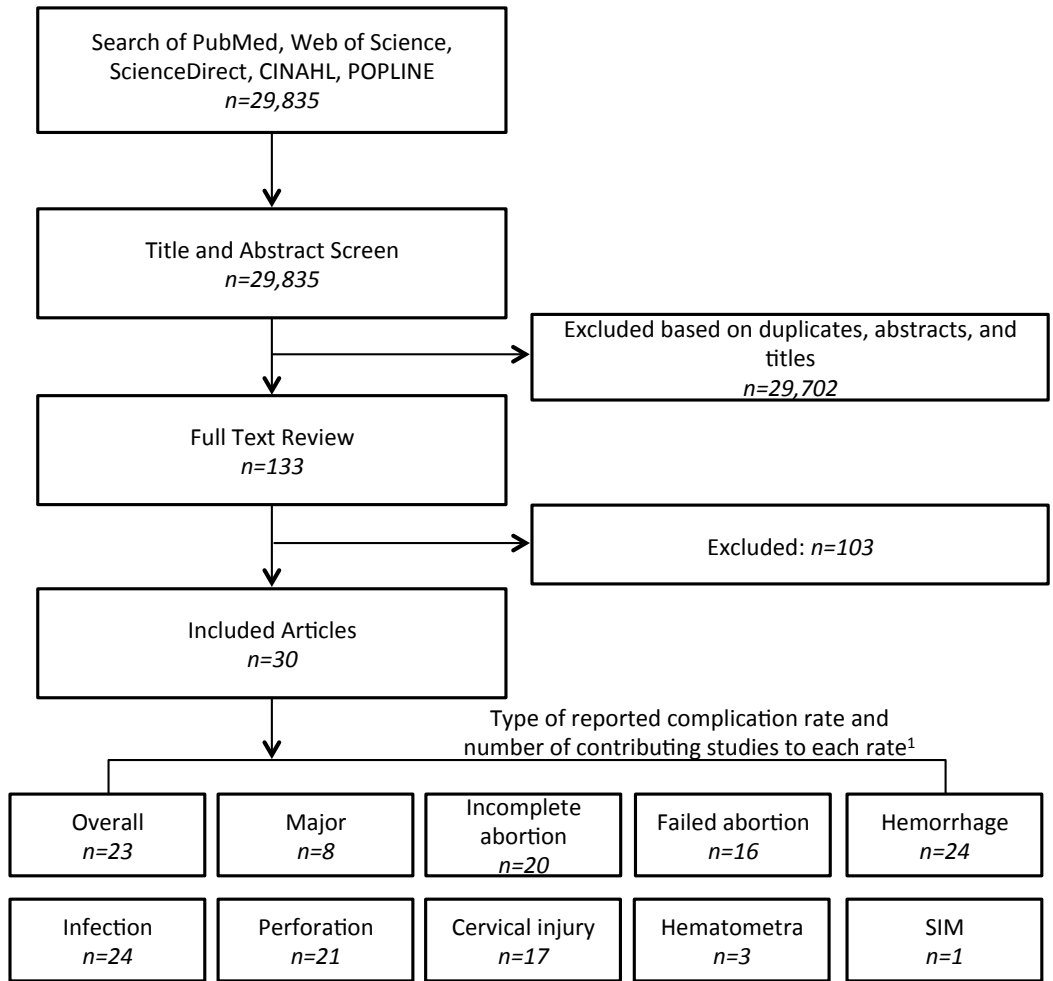 Search of PubMed, Web of Science,
ScienceDirect, CINAHL, POPLINE
n=29,835
Title and Abstract Screen
n=29,835
Excluded based on duplicates, abstracts, and
titles
n=29,702
Full Text Review
n=133
Excluded: n=103
Included Articles
n=30
Type of reported complication rate and
number of contributing studies to each rate¹
Overall
n=23
Major
n=8
Incomplete
abortion
n=20
Failed abortion
n=16
Hemorrhage
n=24
Infection
n=24
Perforation
n=21
Cervical injury
n=17
Hematometra
n=3
SIM
n=1